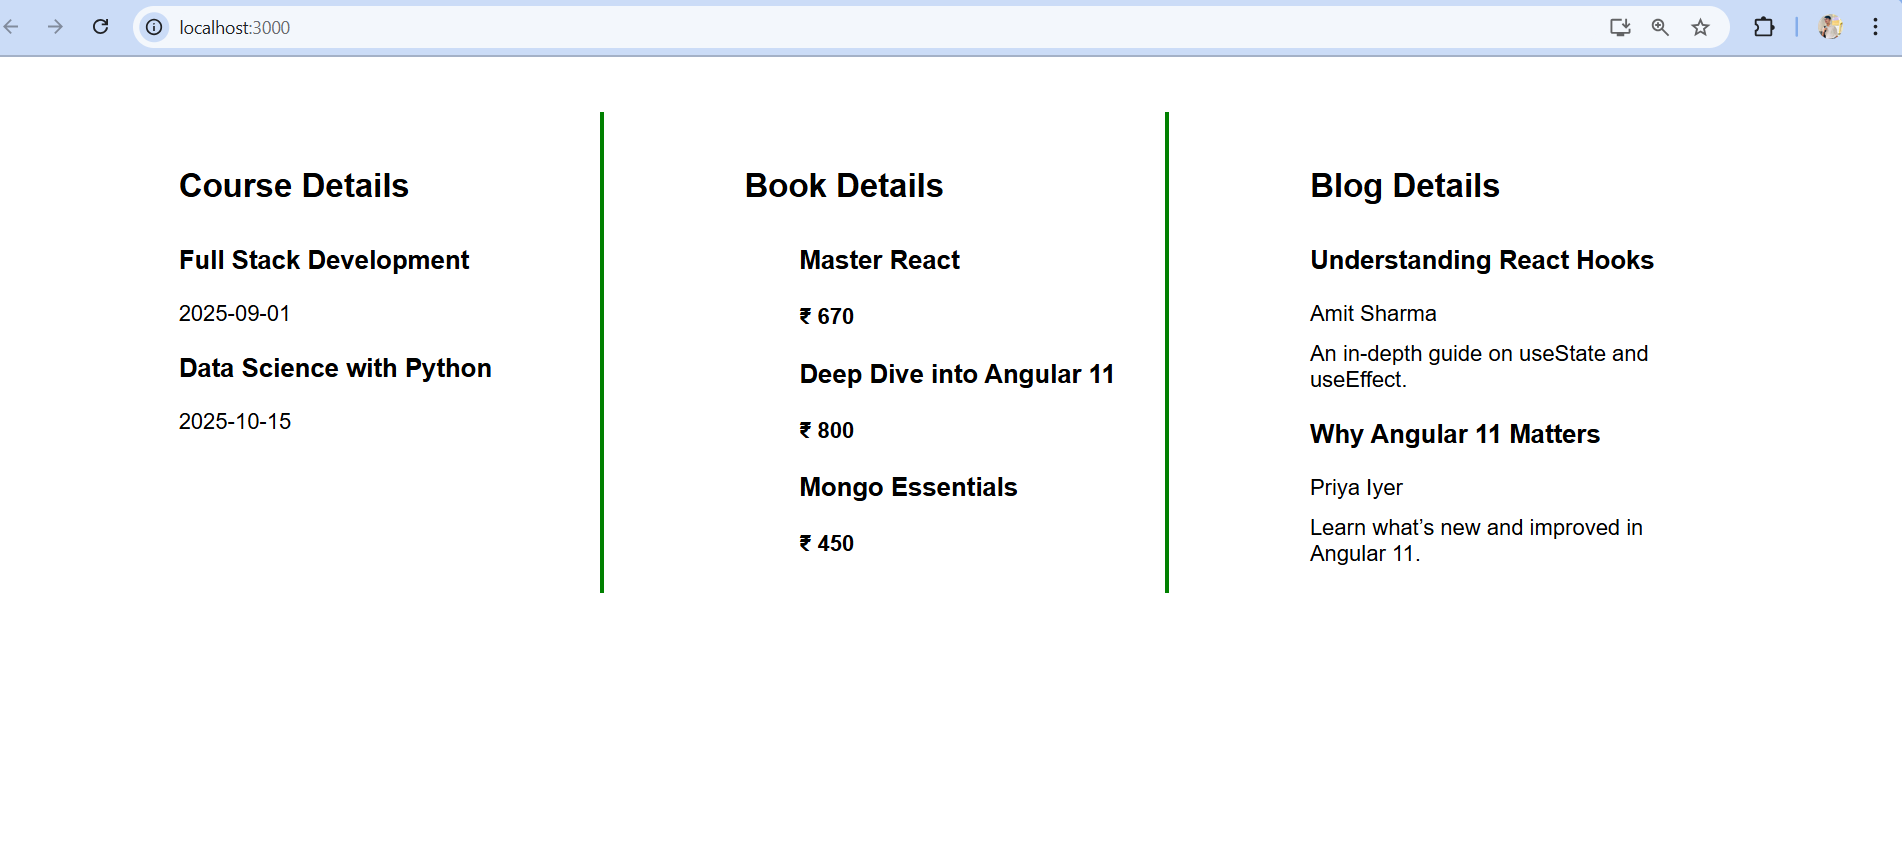 localhost:3000
Course Details
Full Stack Development
2025-09-01
Data Science with Python
2025-10-15
Book Details
Master React
₹ 670
Deep Dive into Angular 11
₹ 800
Mongo Essentials
₹ 450
Blog Details
Understanding React Hooks
Amit Sharma
An in-depth guide on useState and
useEffect.
Why Angular 11 Matters
Priya Iyer
Learn what’s new and improved in
Angular 11.